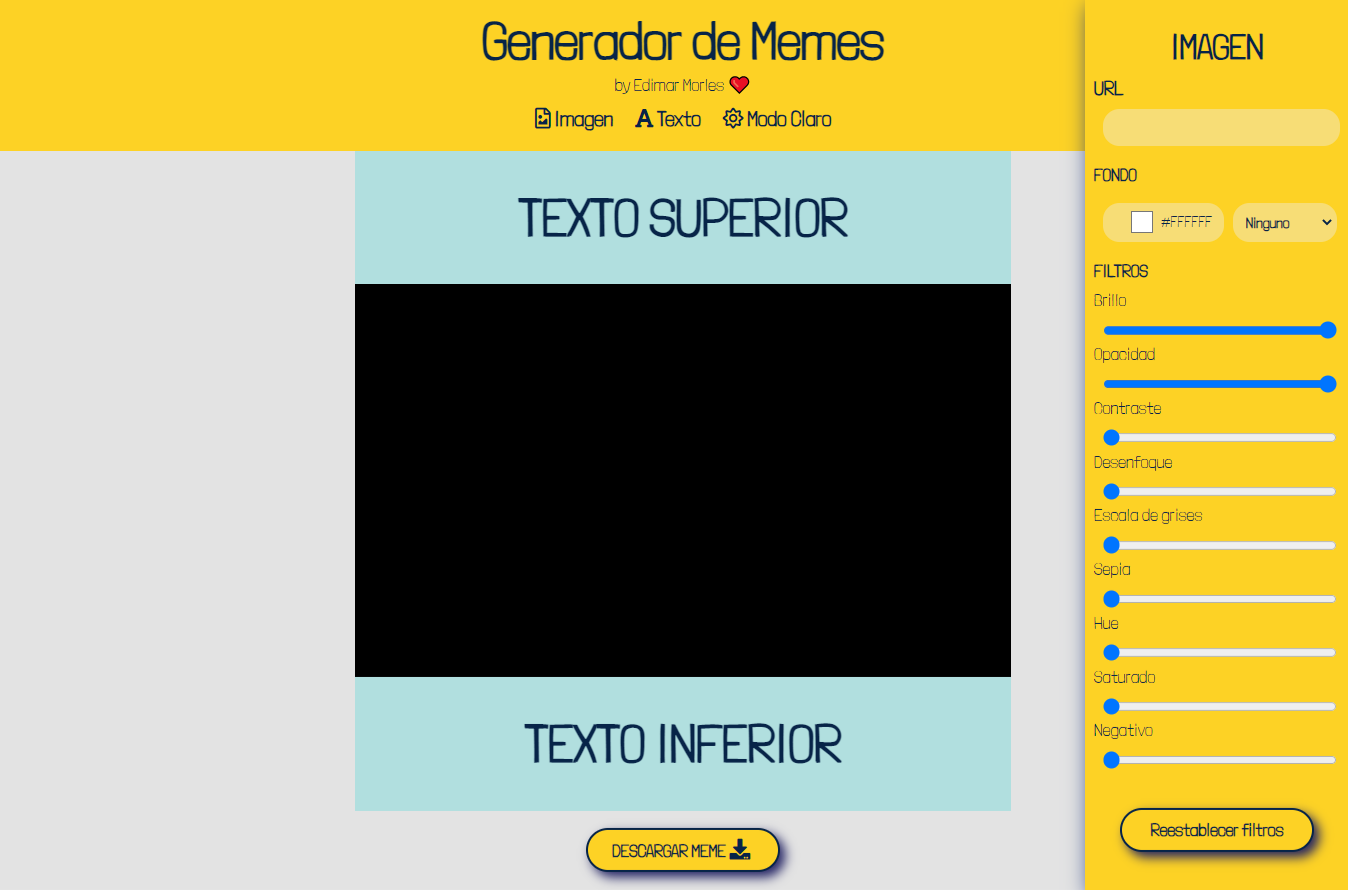 Generador de Memes
by Edimar Morles ❤️
Imagen Texto Modo Claro
TEXTO SUPERIOR
TEXTO INFERIOR
DESCARGAR MEME
IMAGEN
URL
FONDO
#FFFFFF Ninguno
FILTROS
Brillo
Opacidad
Contraste
Desenfoque
Escala de grises
Sepia
Hue
Saturado
Negativo
Reestablecer filtros